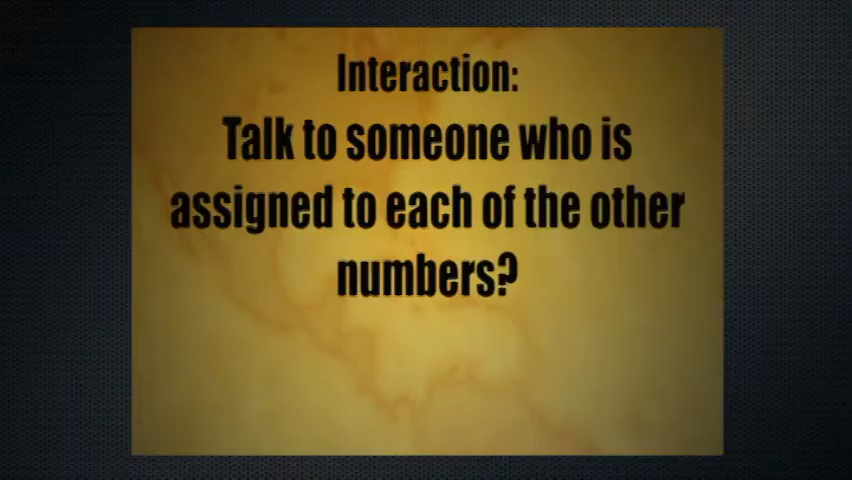 Interaction:
Talk to someone who is
assigned to each of the other
numbers?